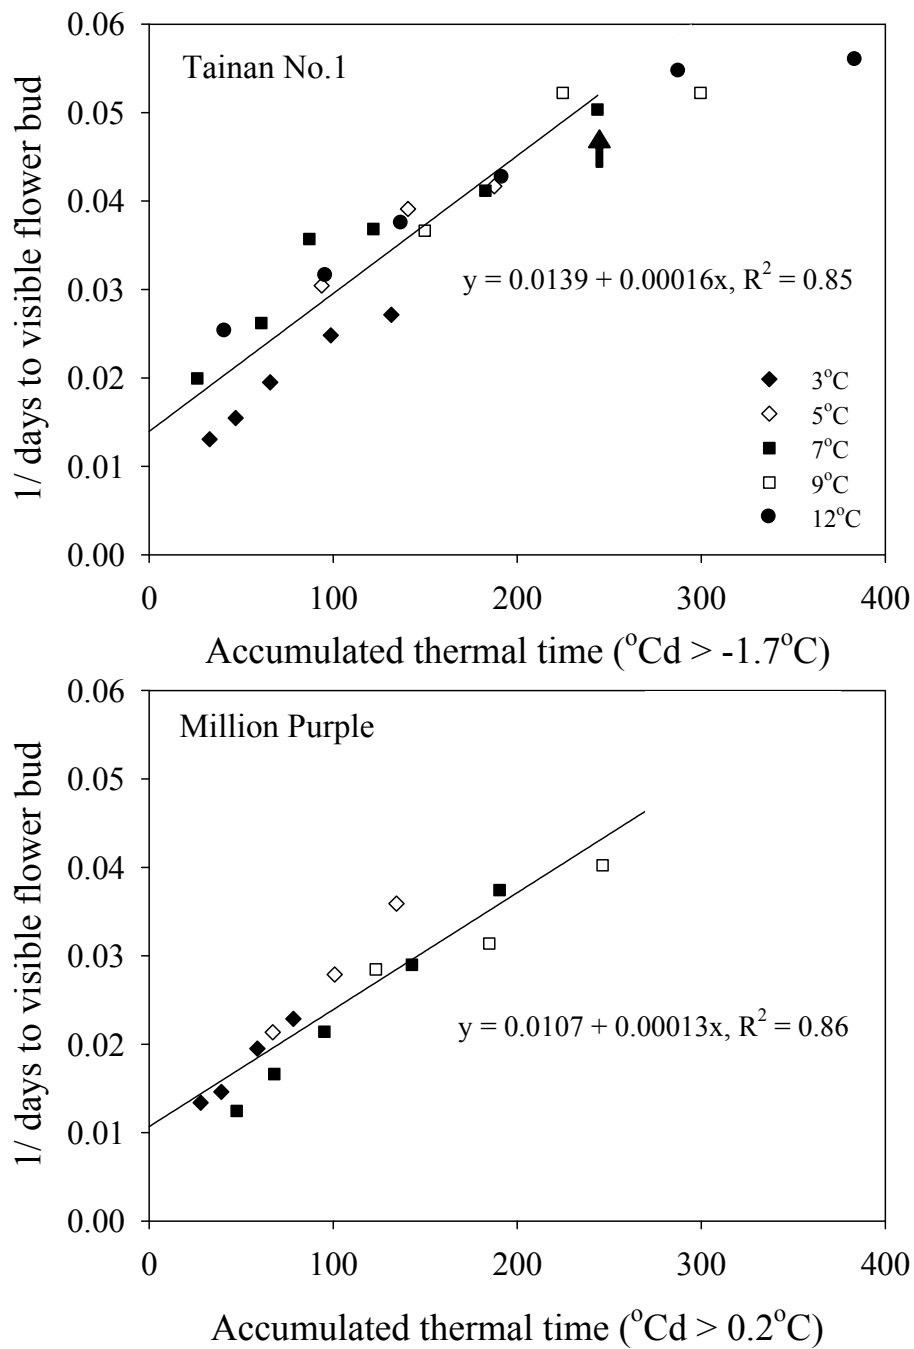 0.06
Tainan No.1
0.05
0.04
y = 0.0139 + 0.00016x, R² = 0.85
0.03
3°C
0.02
5°C
7°C
0.01
9°C
12°C
0.00
1/ days to visible flower bud
0 100 200 300 400
Accumulated thermal time (°Cd > -1.7°C)
0.06
Million Purple
0.05
0.04
0.03
y = 0.0107 + 0.00013x, R² = 0.86
0.02
0.01
0.00
1/ days to visible flower bud
0 100 200 300 400
Accumulated thermal time (°Cd > 0.2°C)